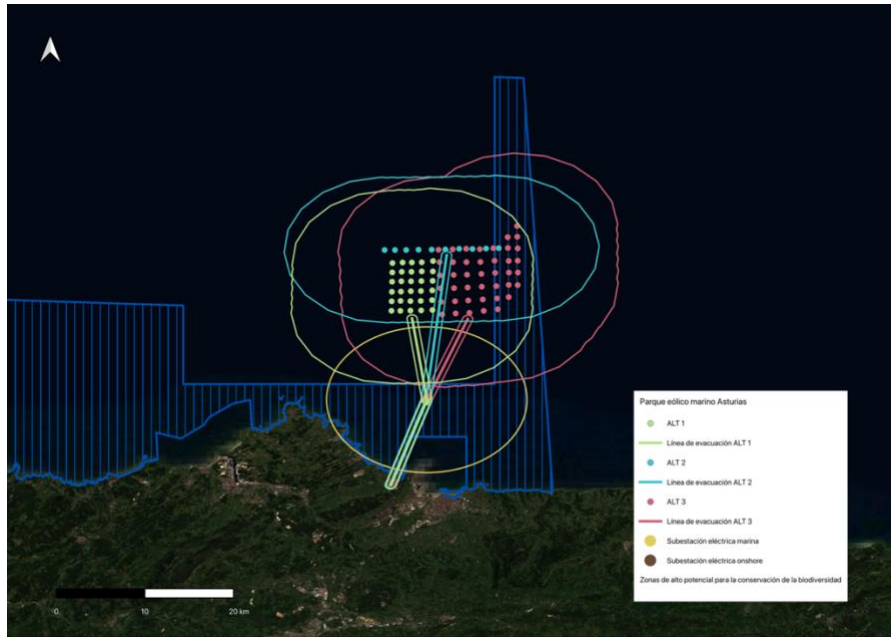 Parque eólico marino Asturias
ALT 1
Línea de evacuación ALT 1
ALT 2
Línea de evacuación ALT 2
ALT 3
Línea de evacuación ALT 3
Subestación eléctrica marina
Subestación eléctrica onshore
Zonas de alto potencial para la conservación de la biodiversidad
0 10 20 km